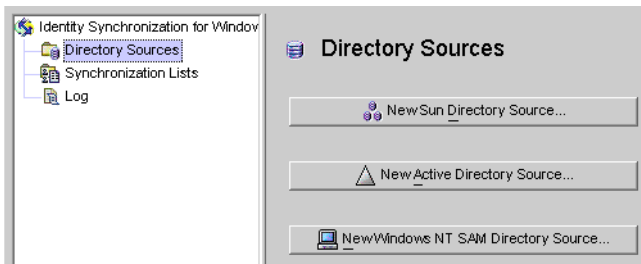 Identity Synchronization for Windov
Directory Sources
Synchronization Lists
Log
Directory Sources
New Sun Directory Source...
New Active Directory Source...
New Windows NT SAM Directory Source...